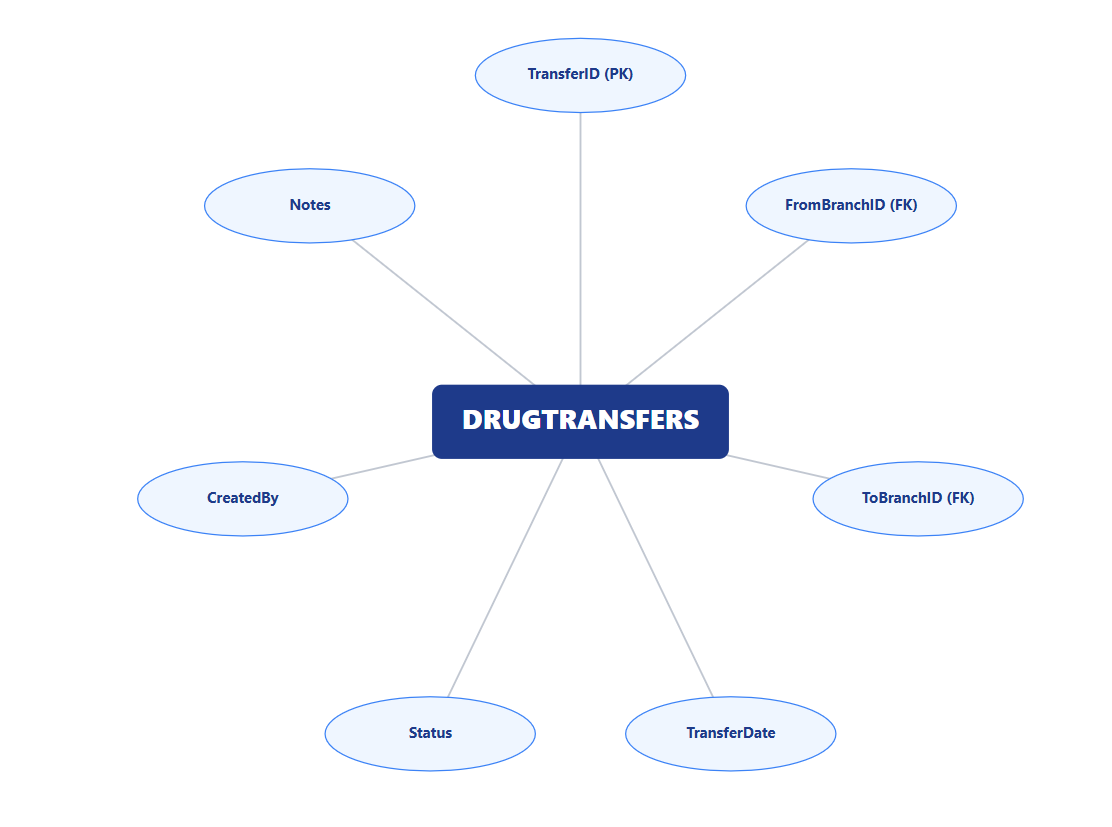 TransferID (PK)
Notes
FromBranchID (FK)
DRUGTRANSFERS
CreatedBy
ToBranchID (FK)
Status
TransferDate